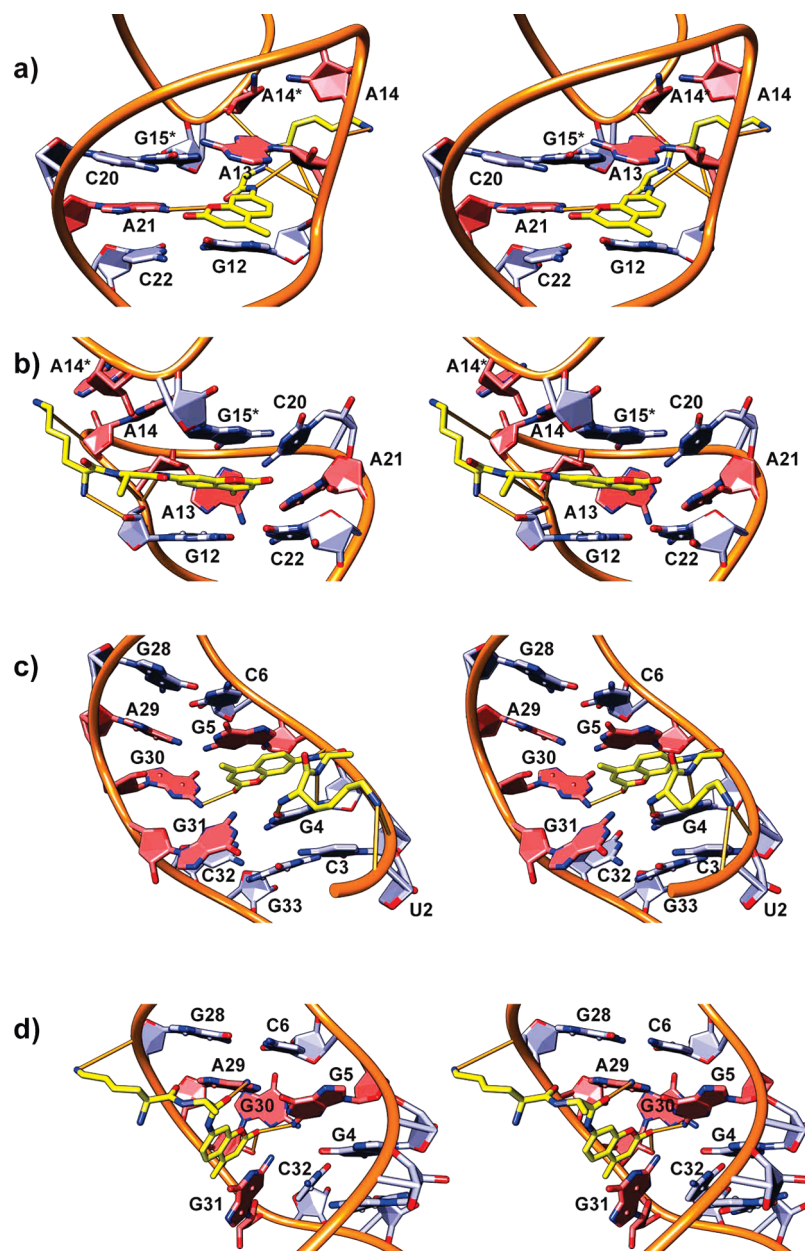 a)
A14* A14 A14* A14
G15* A13 G15* A13
C20 C20
A21 A21
C22 G12 C22 G12
b)
A14* C20 A14* C20
G15* G15*
A14 A21 A14 A21
A13 A13
G12 C22 G12 C22
c)
G28 C6 G28 C6
A29 G5 A29 G5
G30 G30
G31 G4 G31 G4
C32 C3 C32 C3
G33 U2 G33 U2
d)
G28 C6 G28 C6
A29 G5 A29 G5
G30 G30
G4 G4
C32 C32
G31 G31